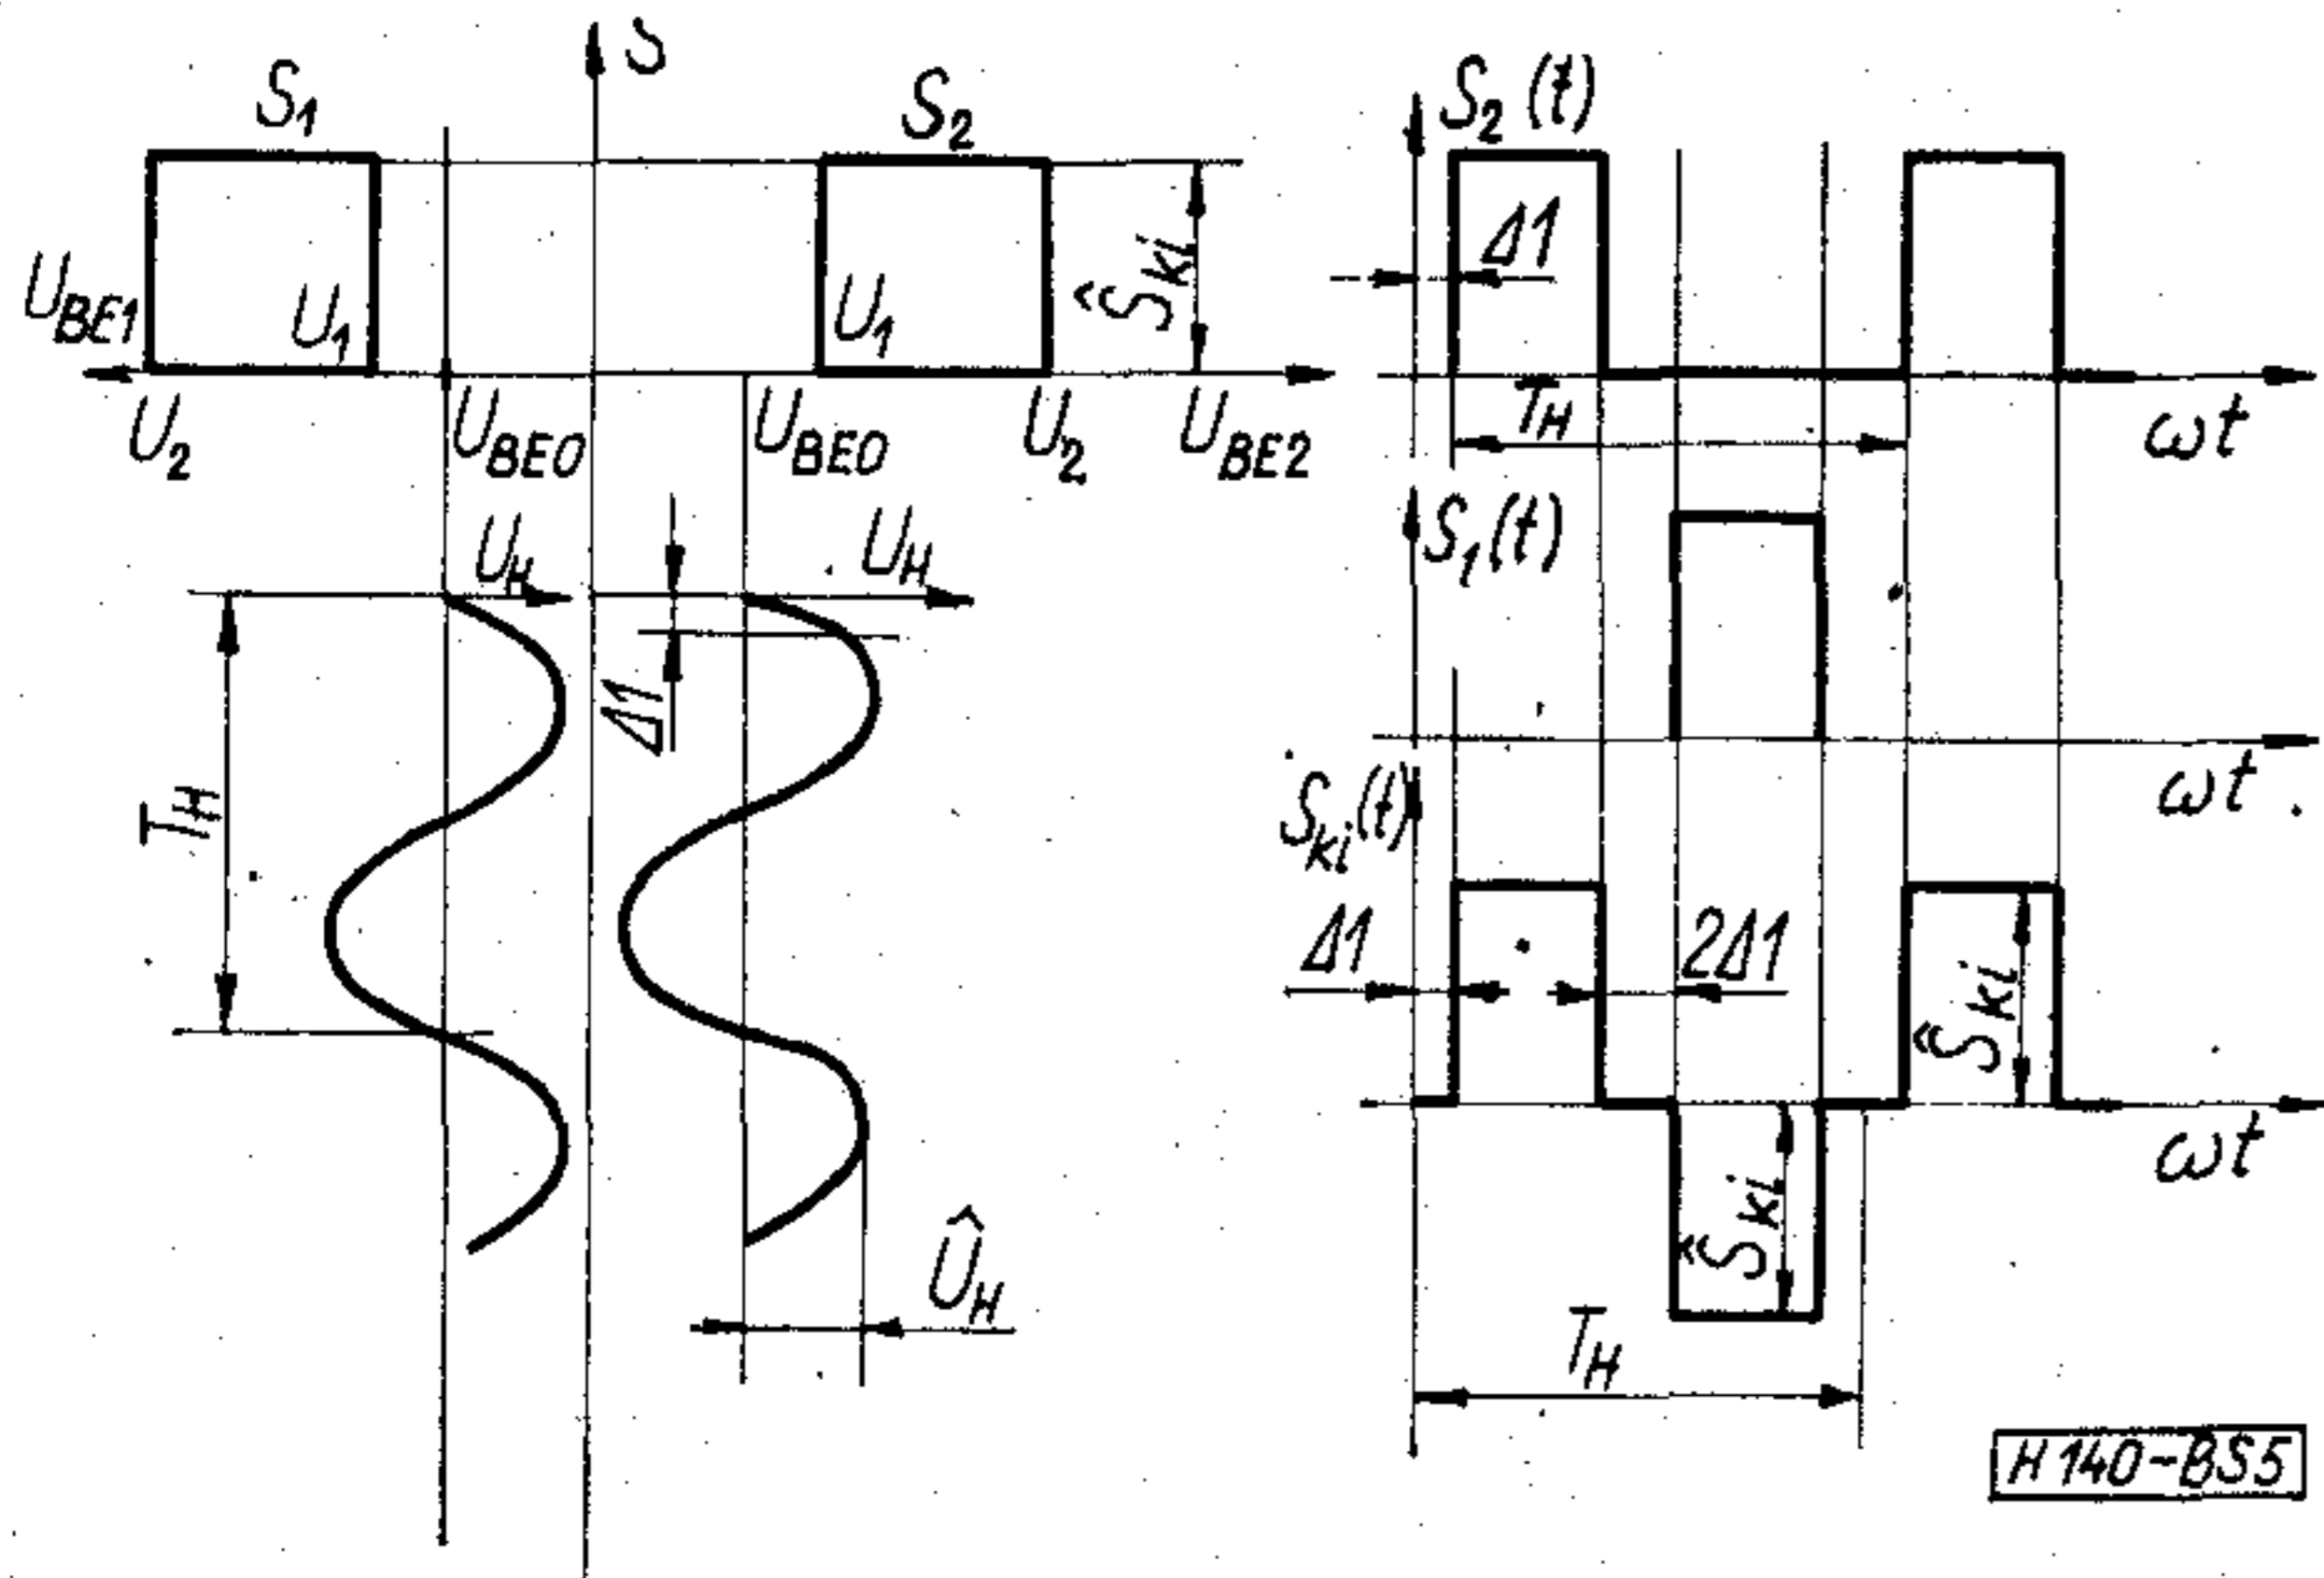 S
S1
S2
S2(t)
Δ1
UBE1
U1
U1
Ŝki
U2
UBE0
UBE0
U2
UBE2
TH
ωt
UH
UH
S1(t)
Δ1
TH
ωt
Ski(t)
Δ1
2Δ1
Ŝki
ωt
Ŝki
ÛH
TH
H140-BS5